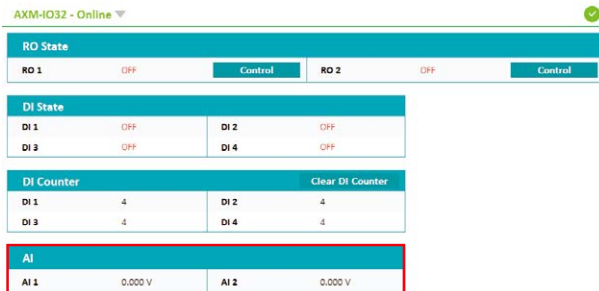 AXM-IO32 - Online
RO State
RO 1 OFF Control RO 2 OFF Control
DI State
DI 1 OFF DI 2 OFF
DI 3 OFF DI 4 OFF
DI Counter Clear DI Counter
DI 1 4 DI 2 4
DI 3 4 DI 4 4
AI
AI 1 0.000 V AI 2 0.000 V